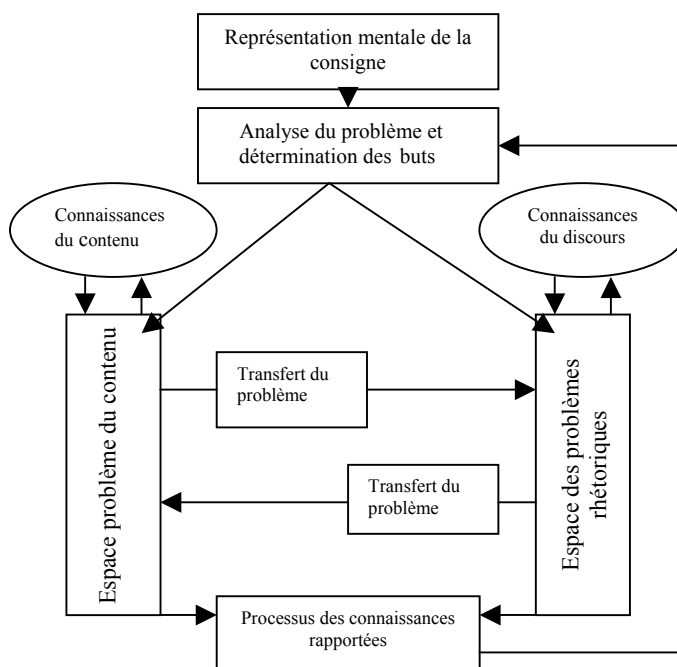 Représentation mentale de la
consigne
Analyse du problème et
détermination des buts
Connaissances
du contenu
Connaissances
du discours
Espace problème du contenu
Transfert du
problème
Transfert du
problème
Espace des problèmes
rhétoriques
Processus des connaissances
rapportées